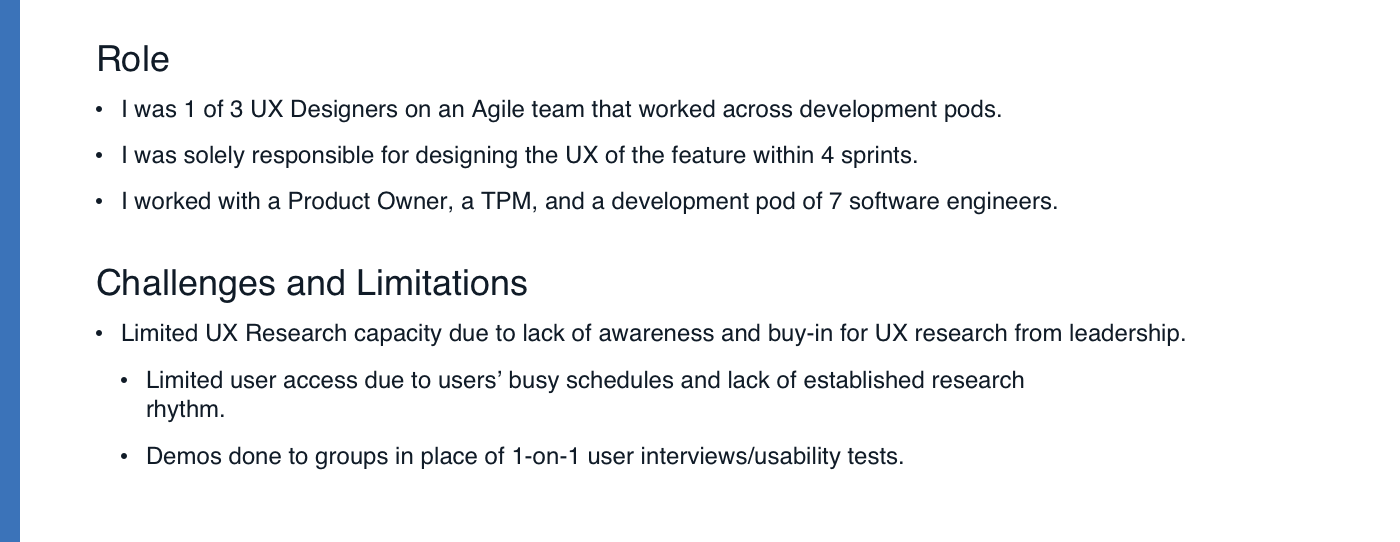 Role
• I was 1 of 3 UX Designers on an Agile team that worked across development pods.
• I was solely responsible for designing the UX of the feature within 4 sprints.
• I worked with a Product Owner, a TPM, and a development pod of 7 software engineers.
Challenges and Limitations
• Limited UX Research capacity due to lack of awareness and buy-in for UX research from leadership.
• Limited user access due to users’ busy schedules and lack of established research
rhythm.
• Demos done to groups in place of 1-on-1 user interviews/usability tests.